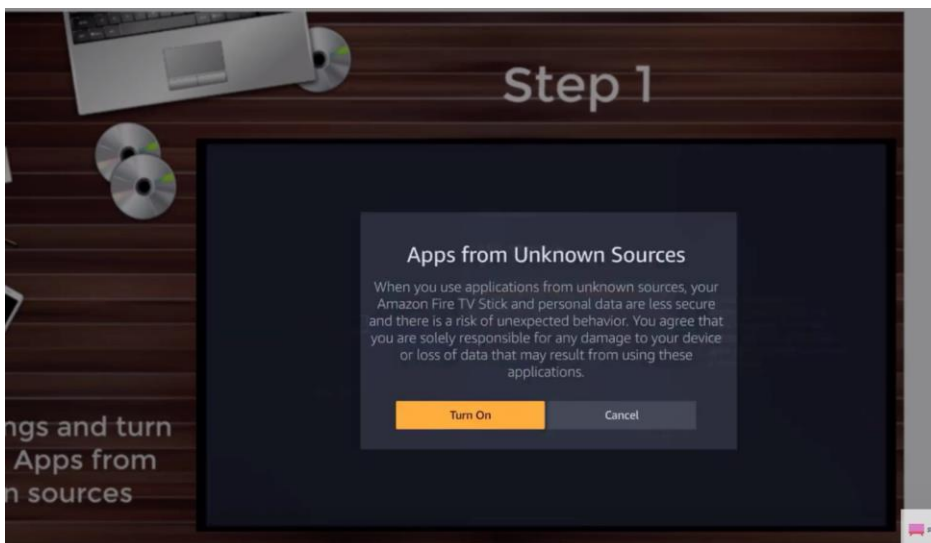 Step 1
Apps from Unknown Sources
When you use applications from unknown sources, your
Amazon Fire TV Stick and personal data are less secure
and there is a risk of unexpected behavior. You agree that
you are solely responsible for any damage to your device
or loss of data that may result from using these
applications.
Turn On
Cancel
ngs and turn
Apps from
n sources